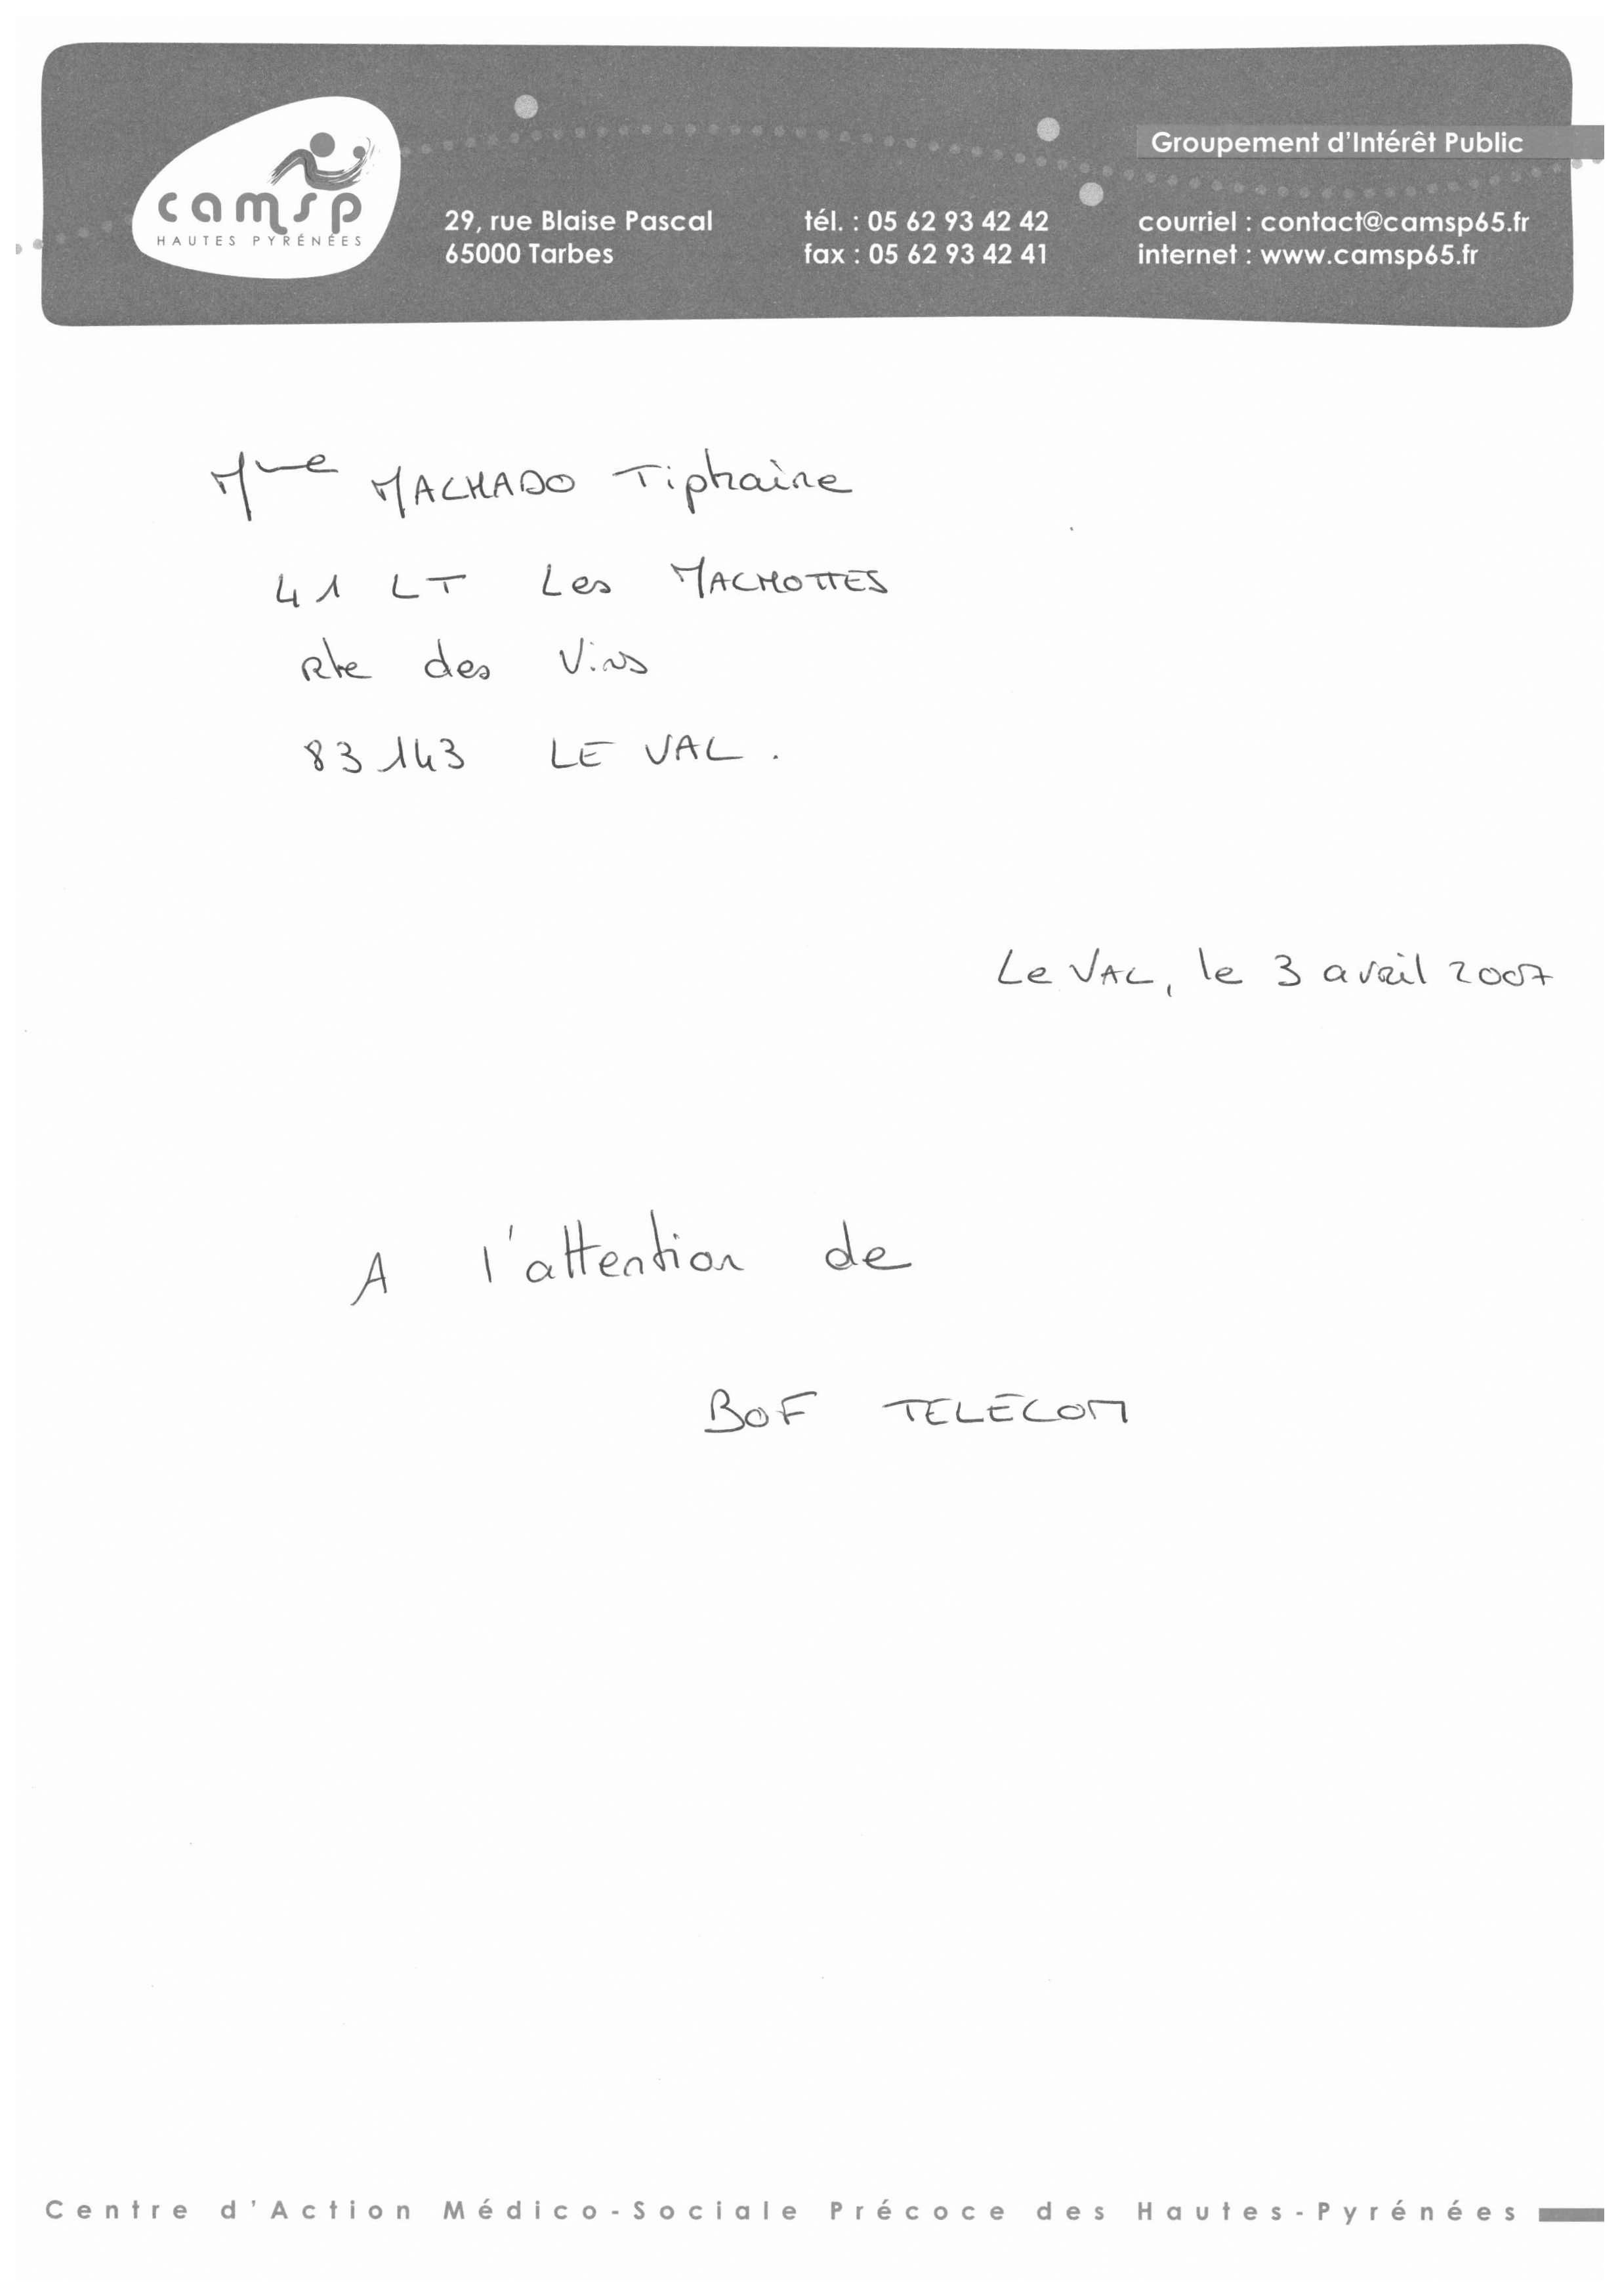 Groupement d'Intérêt Public
camsp
HAUTES PYRÉNÉES
29, rue Blaise Pascal
65000 Tarbes
tél. : 05 62 93 42 42
fax : 05 62 93 42 41
courriel : contact@camsp65.fr
internet : www.camsp65.fr
Mme MACHADO Tiphaine
41 LT Les MACHOTTES
Rte des Vins
83143 LE VAL.
Le VAL, le 3 avril 2007
A l'attention de
BOF TELECOM
Centre d'Action Médico-Sociale Précoce des Hautes-Pyrénées